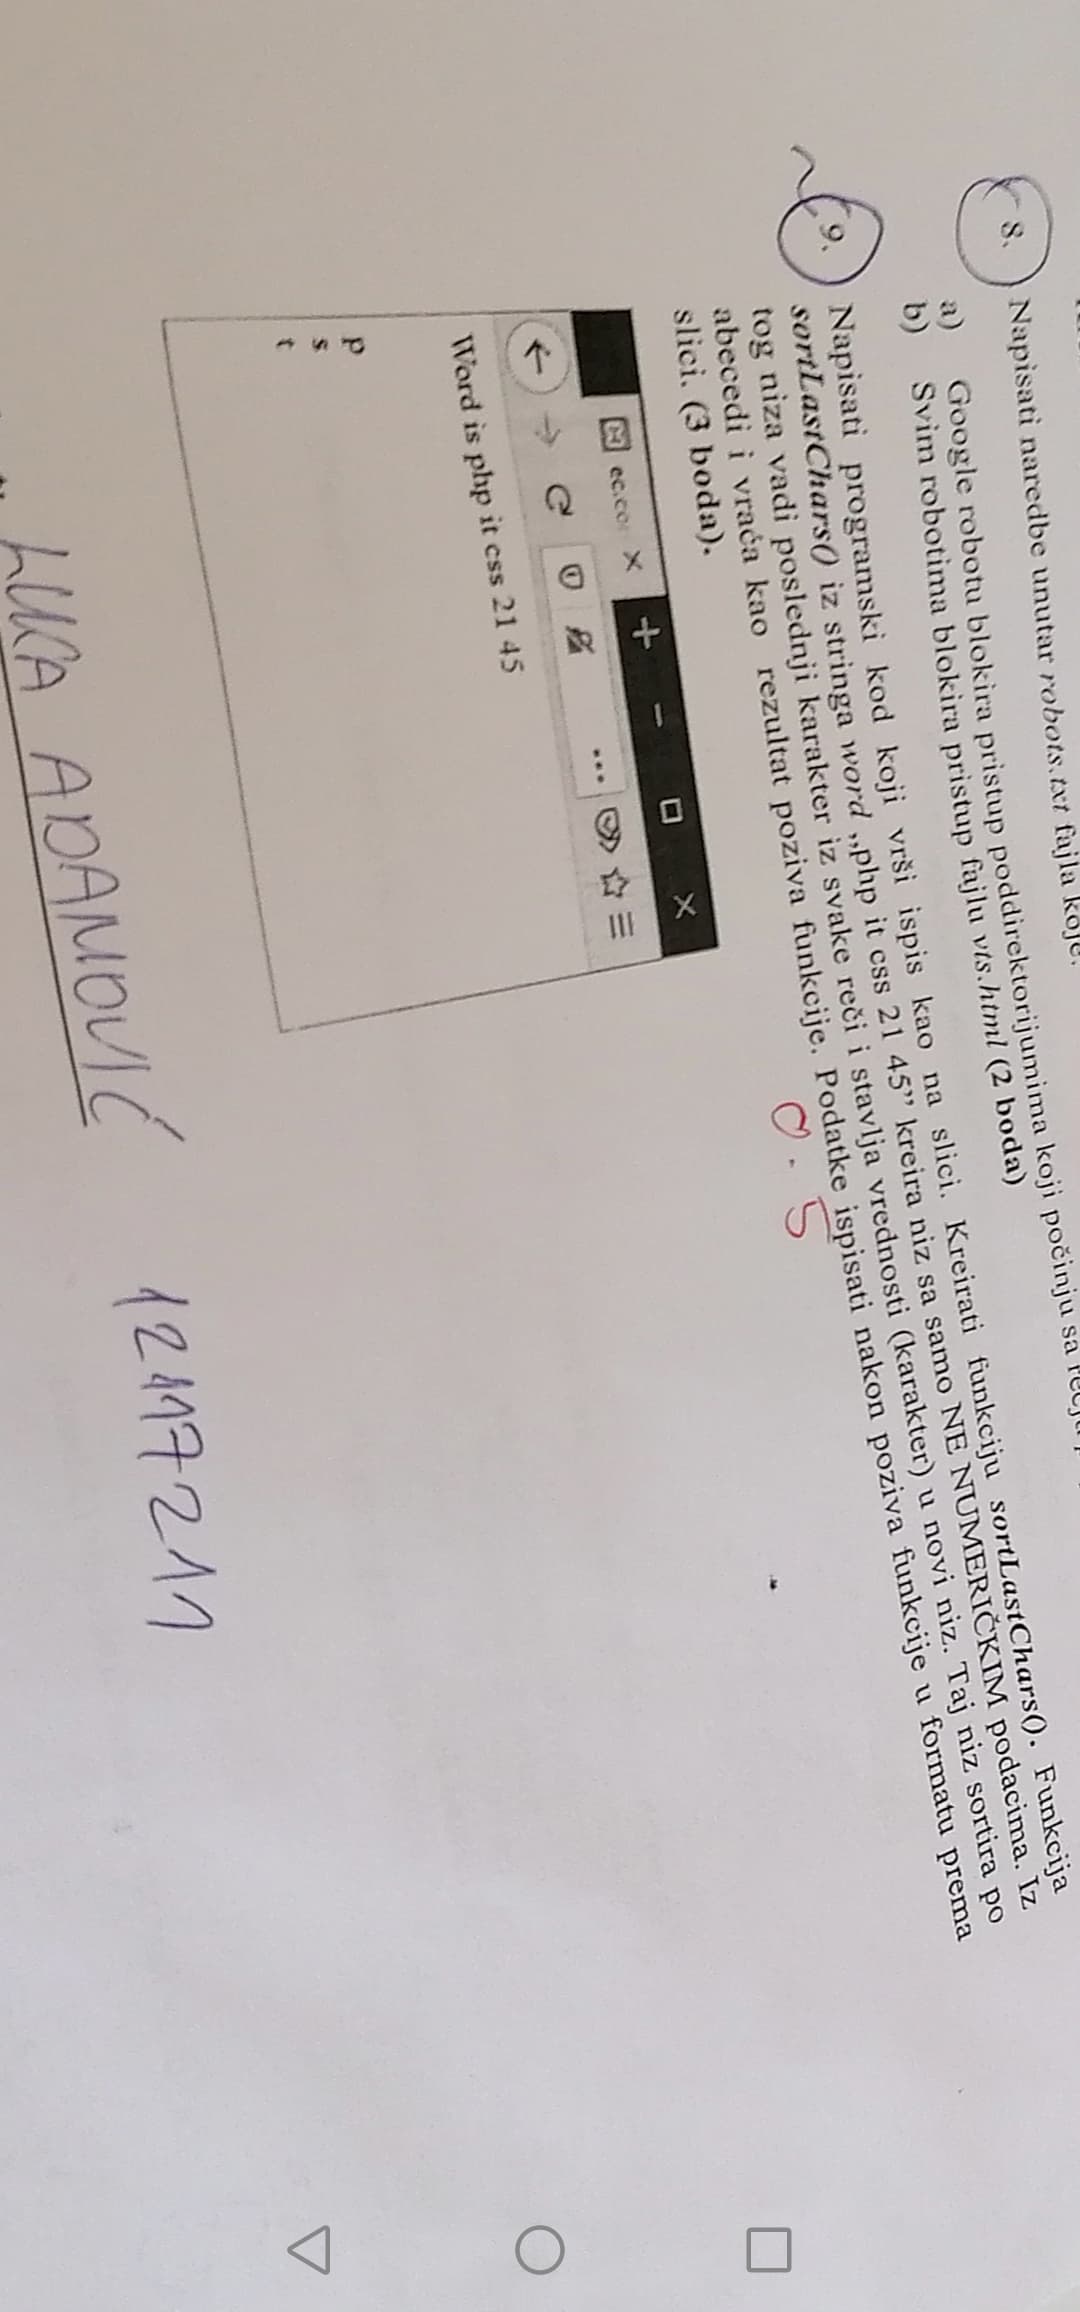 8. Napisati naredbe unutar robots.txt fajla koje:
a) Google robotu blokira pristup poddirektorijumima koji počinju sa
b) Svim robotima blokira pristup fajlu vts.html (2 boda)
9. Napisati programski kod koji vrši ispis kao na slici. Kreirati funkciju sortLastChars(). Funkcija
sortLastChars() iz stringa word „php it css 21 45” kreira niz sa samo NE NUMERIČKIM podacima. Iz
tog niza vadi poslednji karakter iz svake reči i stavlja vrednosti (karakter) u novi niz. Taj niz sortira po
abecedi i vraća kao rezultat poziva funkcije. Podatke ispisati nakon poziva funkcije u formatu prema
slici. (3 boda).
0.5
ec.co
Word is php it css 21 45
p
s
t
LUKA ADAMOVIĆ 12117211